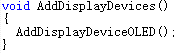 void AddDisplayDevices()
{
  AddDisplayDeviceOLED();
}